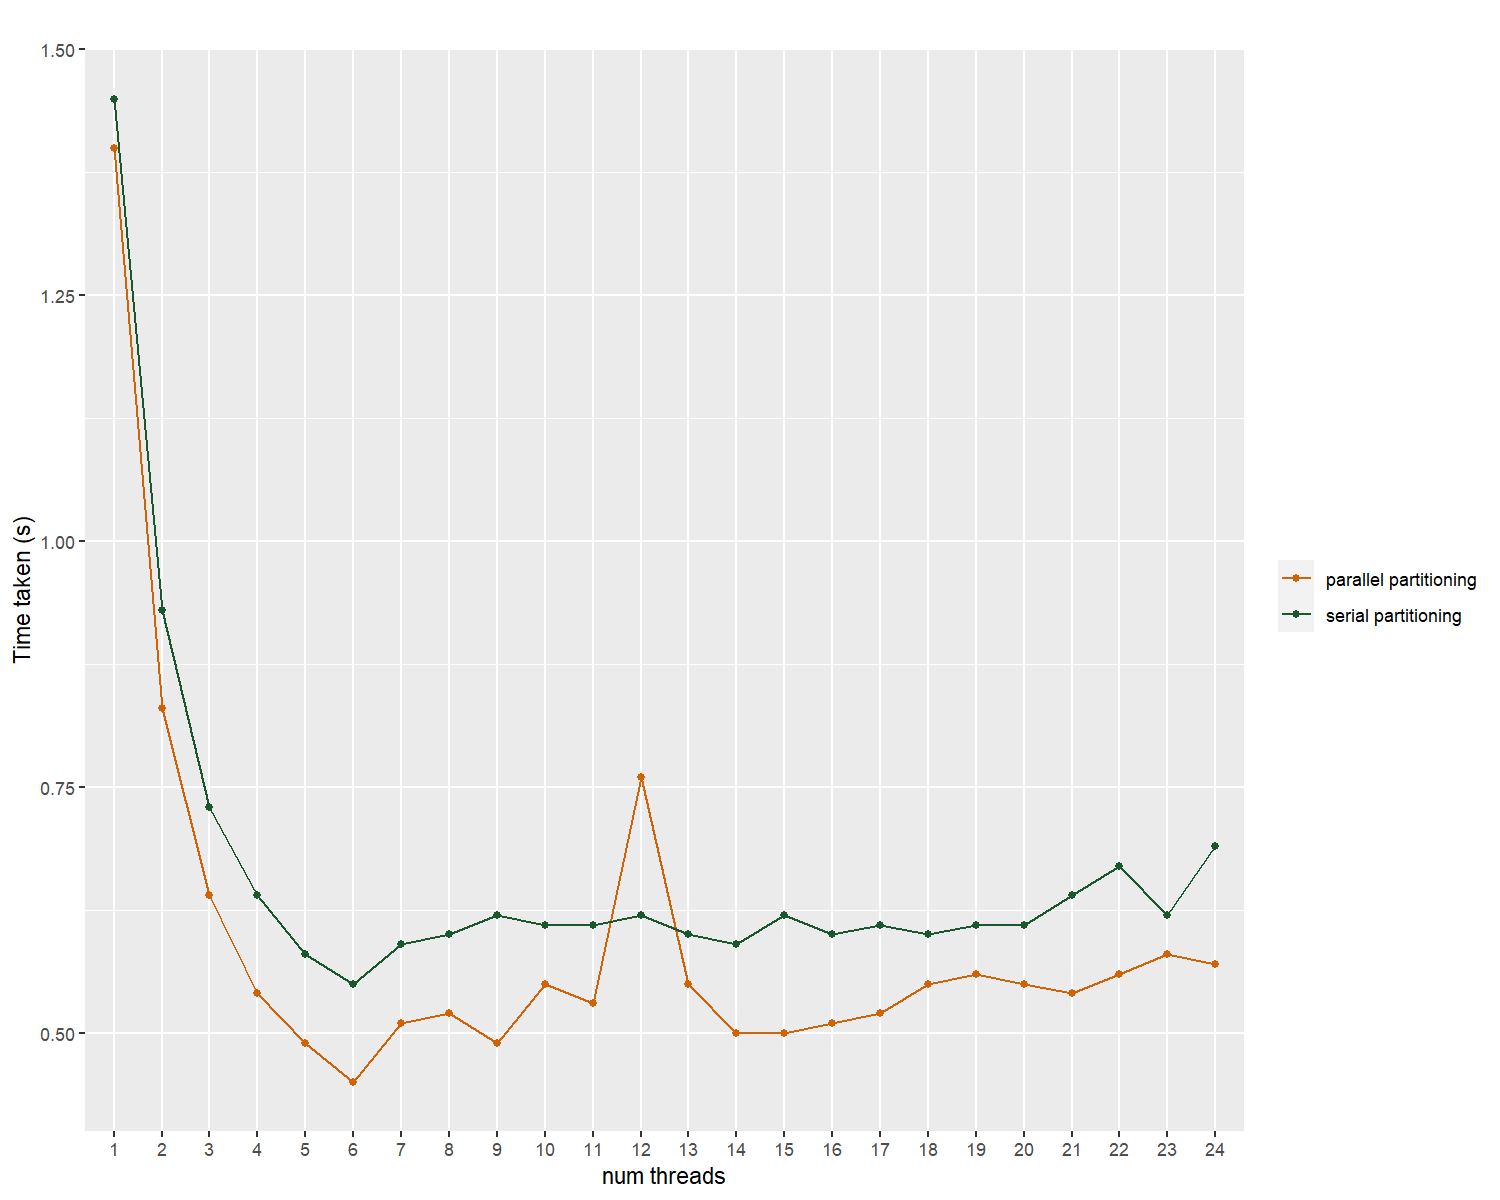 1.50
1.25
1.00
0.75
0.50
Time taken (s)
1 2 3 4 5 6 7 8 9 10 11 12 13 14 15 16 17 18 19 20 21 22 23 24
num threads
parallel partitioning
serial partitioning